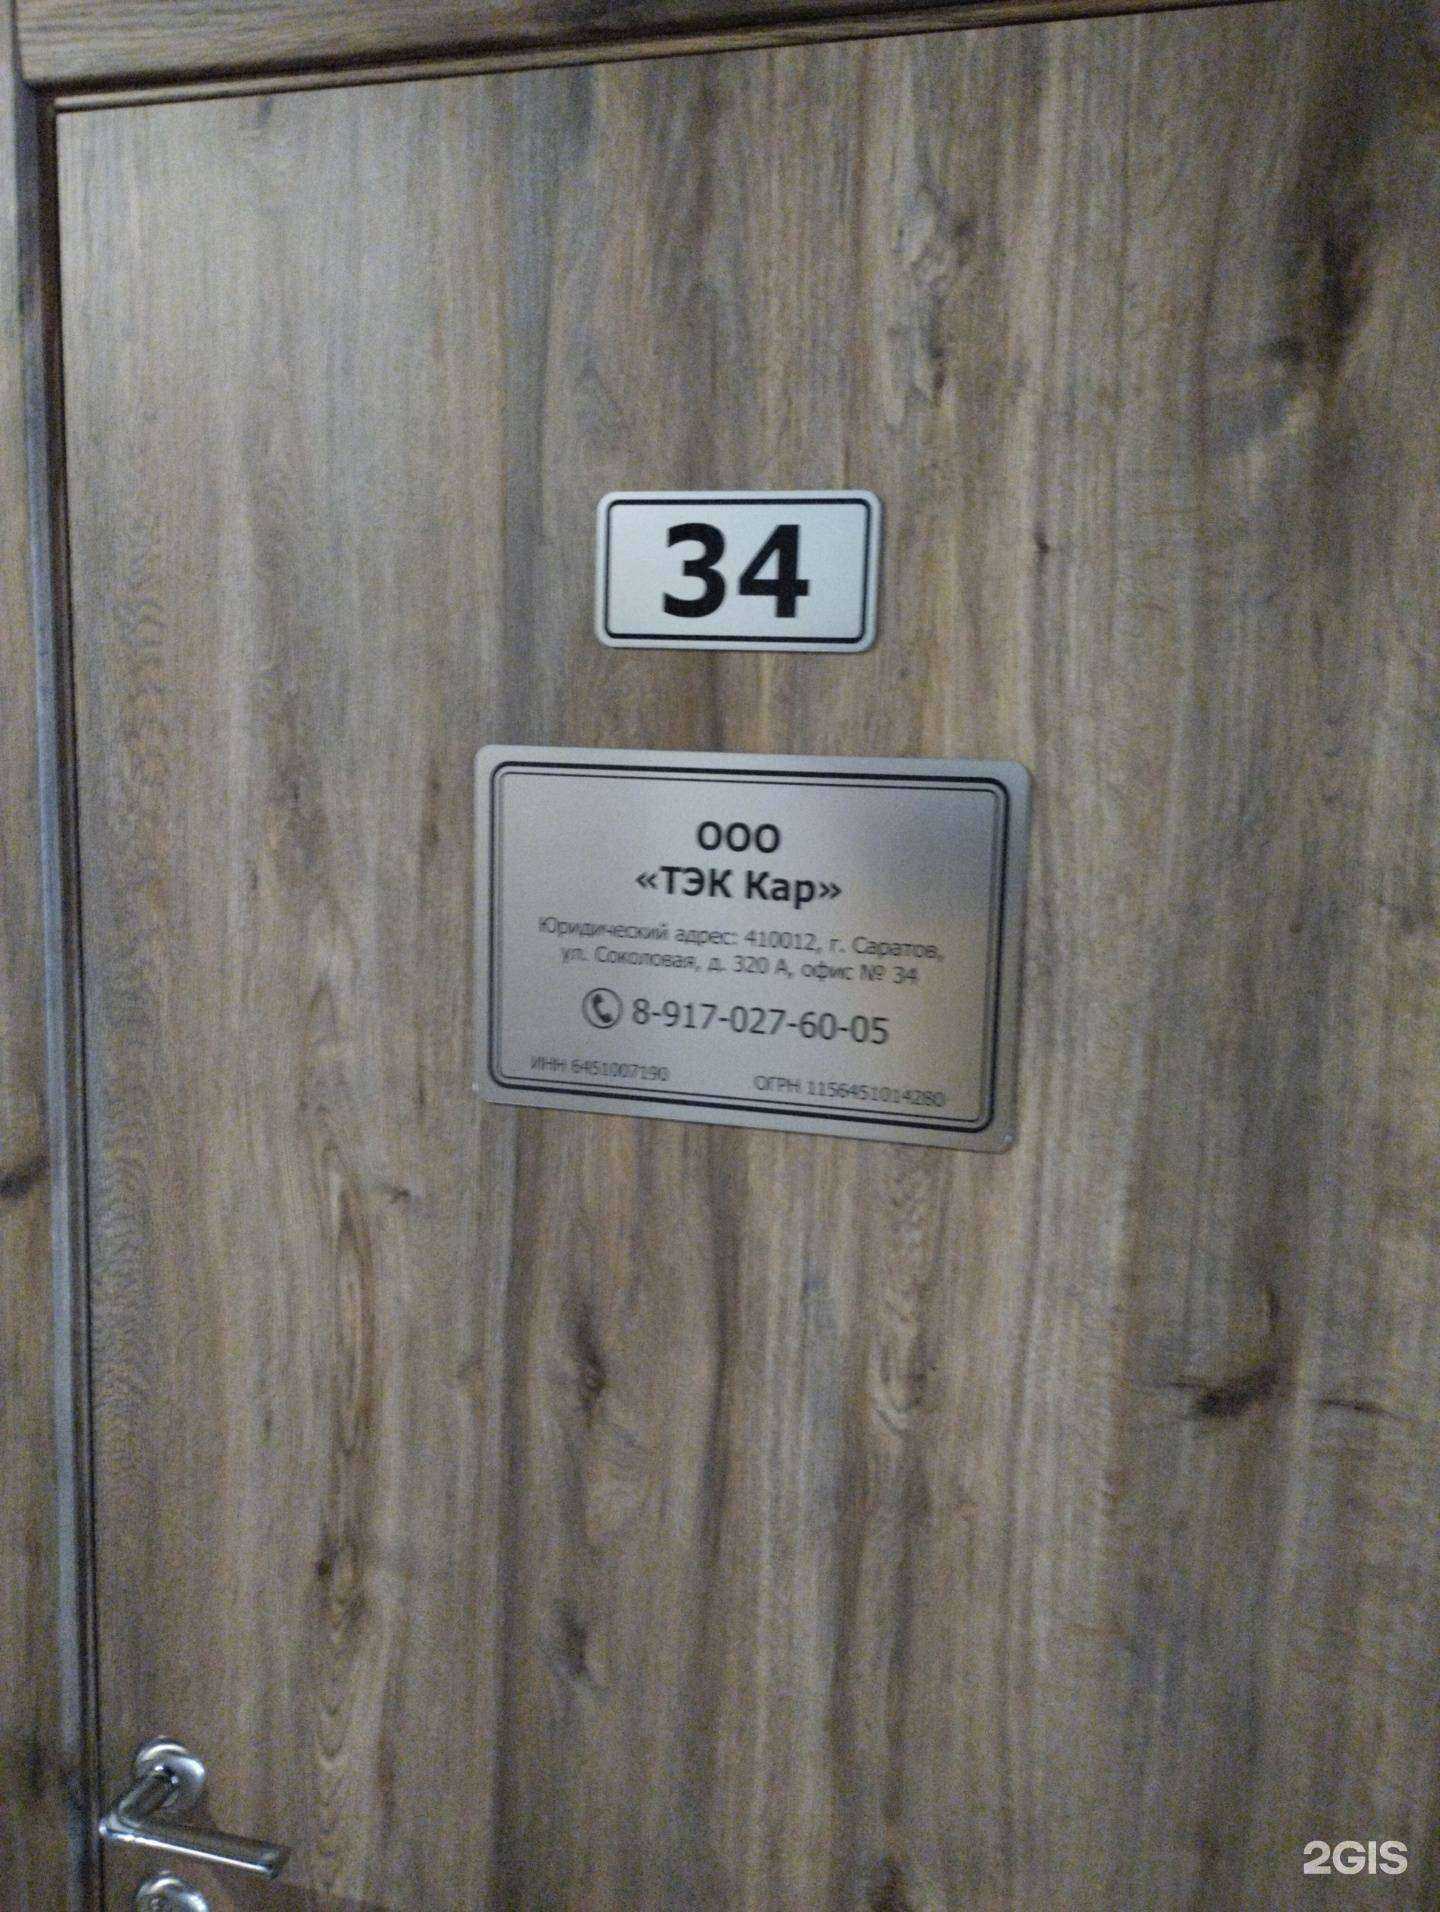 34
ООО
«ТЭК Кар»
Юридический адрес: 410012, г. Саратов,
ул. Соколовая, д. 320 А, офис № 34
8-917-027-60-05
ИНН 6451007190 ОГРН 1156451014280
2GIS